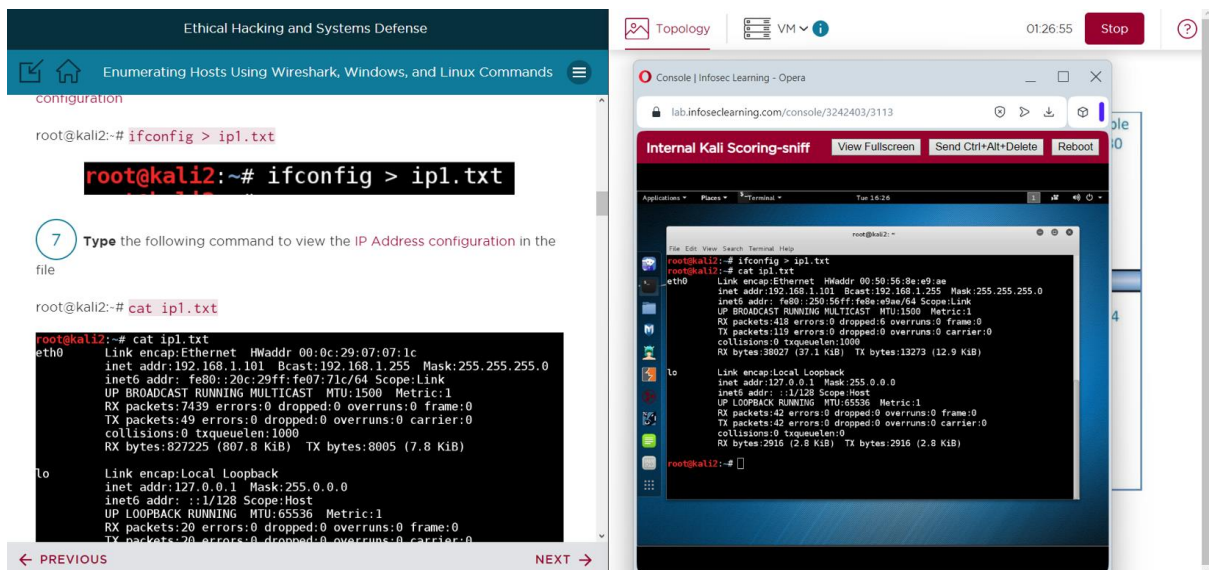 Ethical Hacking and Systems Defense
Enumerating Hosts Using Wireshark, Windows, and Linux Commands
configuration
root@kali2:~# ifconfig > ip1.txt
root@kali2:~# ifconfig > ip1.txt
7 Type the following command to view the IP Address configuration in the
file
root@kali2:~# cat ip1.txt
root@kali2:~# cat ip1.txt
eth0 Link encap:Ethernet HWaddr 00:0c:29:07:07:1c
inet addr:192.168.1.101 Bcast:192.168.1.255 Mask:255.255.255.0
inet6 addr: fe80::20c:29ff:fe07:71c/64 Scope:Link
UP BROADCAST RUNNING MULTICAST MTU:1500 Metric:1
RX packets:7439 errors:0 dropped:0 overruns:0 frame:0
TX packets:49 errors:0 dropped:0 overruns:0 carrier:0
collisions:0 txqueuelen:1000
RX bytes:827225 (807.8 KiB) TX bytes:8005 (7.8 KiB)
lo Link encap:Local Loopback
inet addr:127.0.0.1 Mask:255.0.0.0
inet6 addr: ::1/128 Scope:Host
UP LOOPBACK RUNNING MTU:65536 Metric:1
RX packets:20 errors:0 dropped:0 overruns:0 frame:0
TX packets:20 errors:0 dropped:0 overruns:0 carrier:0
← PREVIOUS
NEXT →
Topology
VM
01:26:55
Stop
?
Console | Infosec Learning - Opera
lab.infoseclearning.com/console/3242403/3113
Internal Kali Scoring-sniff
View Fullscreen
Send Ctrl+Alt+Delete
Reboot
Applications
Places
Terminal
Tue 16:26
1
root@kali2: ~
File Edit View Search Terminal Help
root@kali2:~# ifconfig > ip1.txt
root@kali2:~# cat ip1.txt
eth0 Link encap:Ethernet HWaddr 00:50:56:8e:e9:ae
inet addr:192.168.1.101 Bcast:192.168.1.255 Mask:255.255.255.0
inet6 addr: fe80::250:56ff:fe8e:e9ae/64 Scope:Link
UP BROADCAST RUNNING MULTICAST MTU:1500 Metric:1
RX packets:418 errors:0 dropped:6 overruns:0 frame:0
TX packets:119 errors:0 dropped:0 overruns:0 carrier:0
collisions:0 txqueuelen:1000
RX bytes:38027 (37.1 KiB) TX bytes:13273 (12.9 KiB)
lo Link encap:Local Loopback
inet addr:127.0.0.1 Mask:255.0.0.0
inet6 addr: ::1/128 Scope:Host
UP LOOPBACK RUNNING MTU:65536 Metric:1
RX packets:42 errors:0 dropped:0 overruns:0 frame:0
TX packets:42 errors:0 dropped:0 overruns:0 carrier:0
collisions:0 txqueuelen:0
RX bytes:2916 (2.8 KiB) TX bytes:2916 (2.8 KiB)
root@kali2:~#
ble
0
4